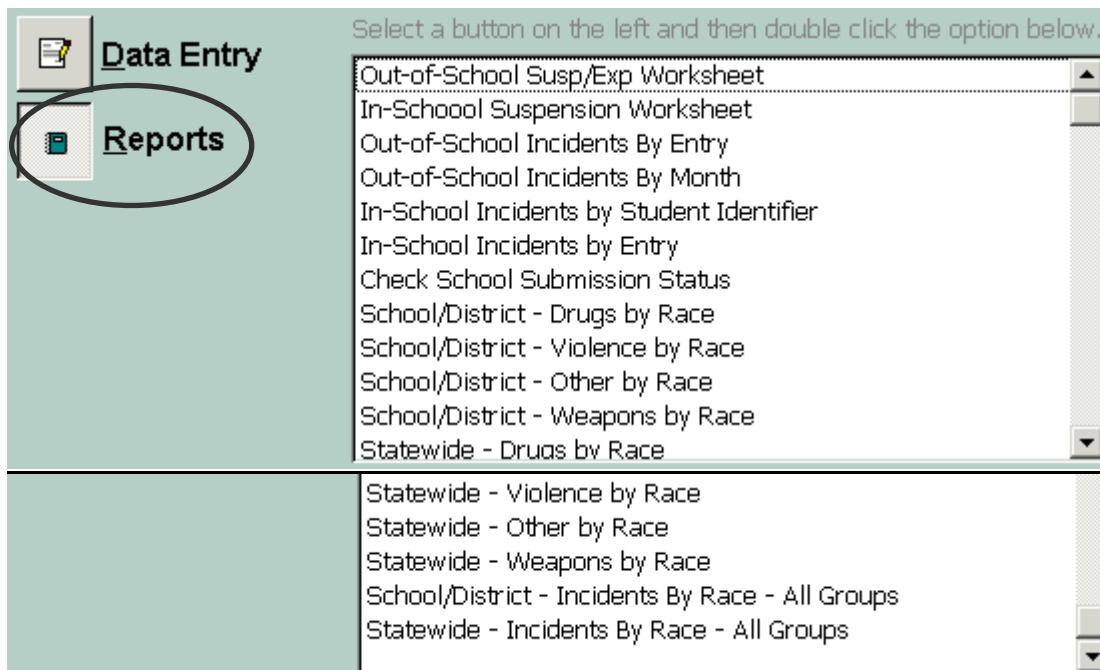 Select a button on the left and then double click the option below.
Data Entry
Reports
Out-of-School Susp/Exp Worksheet
In-Schoool Suspension Worksheet
Out-of-School Incidents By Entry
Out-of-School Incidents By Month
In-School Incidents by Student Identifier
In-School Incidents by Entry
Check School Submission Status
School/District - Drugs by Race
School/District - Violence by Race
School/District - Other by Race
School/District - Weapons by Race
Statewide - Drugs by Race
Statewide - Violence by Race
Statewide - Other by Race
Statewide - Weapons by Race
School/District - Incidents By Race - All Groups
Statewide - Incidents By Race - All Groups